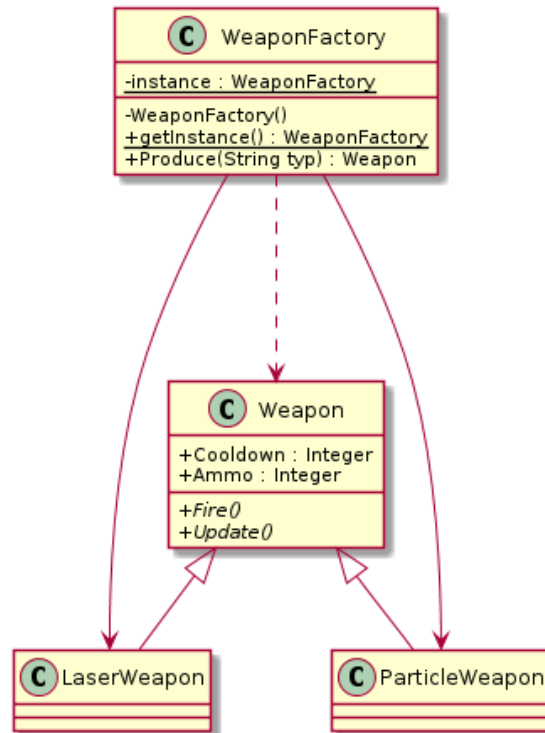 C WeaponFactory
-instance : WeaponFactory
-WeaponFactory()
+getInstance() : WeaponFactory
+Produce(String typ) : Weapon
C Weapon
+Cooldown : Integer
+Ammo : Integer
+Fire()
+Update()
C LaserWeapon
C ParticleWeapon